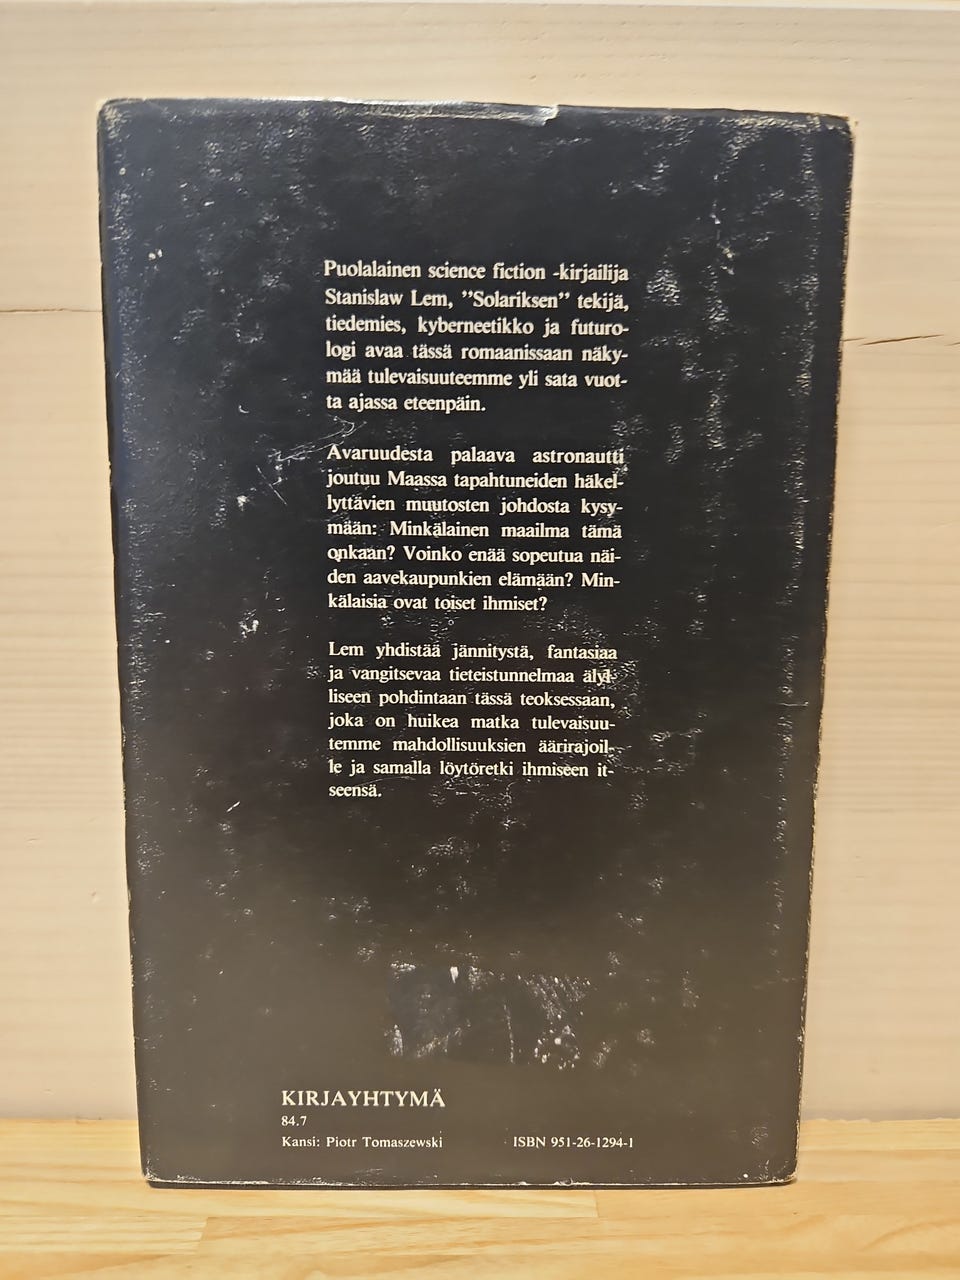 Puolalainen science fiction -kirjailija
Stanislaw Lem, ”Solariksen” tekijä,
tiedemies, kyberneetikko ja futuro-
logi avaa tässä romaanissaan näky-
mää tulevaisuuteemme yli sata vuot-
ta ajassa eteenpäin.
Avaruudesta palaava astronautti
joutuu Maassa tapahtuneiden häkel-
lyttävien muutosten johdosta kysy-
mään: Minkälainen maailma tämä
onkaan? Voinko enää sopeutua näi-
den aavekaupunkien elämään? Min-
kälaisia ovat toiset ihmiset?
Lem yhdistää jännitystä, fantasiaa
ja vangitsevaa tieteistunnelmaa älyl-
liseen pohdintaan tässä teoksessaan,
joka on huikea matka tulevaisuu-
temme mahdollisuuksien äärirajoil-
le ja samalla löytöretki ihmiseen it-
seensä.
KIRJAYHTYMÄ
84.7
Kansi: Piotr Tomaszewski ISBN 951-26-1294-1